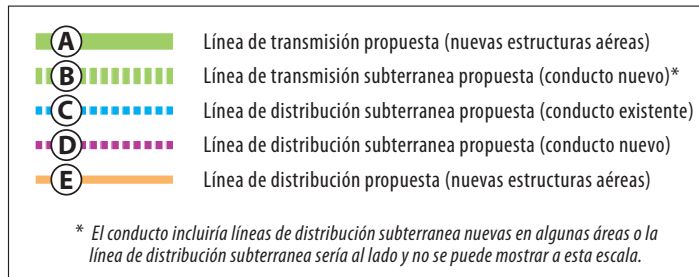 A Línea de transmisión propuesta (nuevas estructuras aéreas)
B Línea de transmisión subterranea propuesta (conducto nuevo)*
C Línea de distribución subterranea propuesta (conducto existente)
D Línea de distribución subterranea propuesta (conducto nuevo)
E Línea de distribución propuesta (nuevas estructuras aéreas)
* El conducto incluiría líneas de distribución subterranea nuevas en algunas áreas o la
línea de distribución subterranea sería al lado y no se puede mostrar a esta escala.